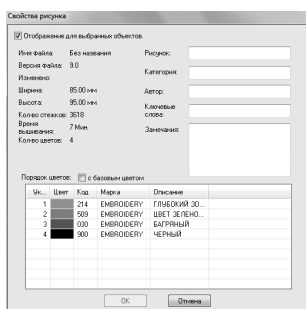 Свойства рисунка
Отображение для выбранных объектов.
Имя файла: Без названия
Версия файла: 9.0
Изменено:
Ширина: 85.00 мм
Высота: 95.00 мм
Кол-во стежков: 3618
Время вышивания: 7 Мин.
Кол-во цветов: 4
Рисунок:
Категория:
Автор:
Ключевые слова:
Замечания:
Порядок цветов: с базовым цветом
Ук... Цвет Код Марка Описание
1 214 EMBROIDERY ГЛУБОКИЙ ЗО...
2 509 EMBROIDERY ЦВЕТ ЗЕЛЕНО...
3 030 EMBROIDERY БАГРЯНЫЙ
4 900 EMBROIDERY ЧЕРНЫЙ
OK Отмена